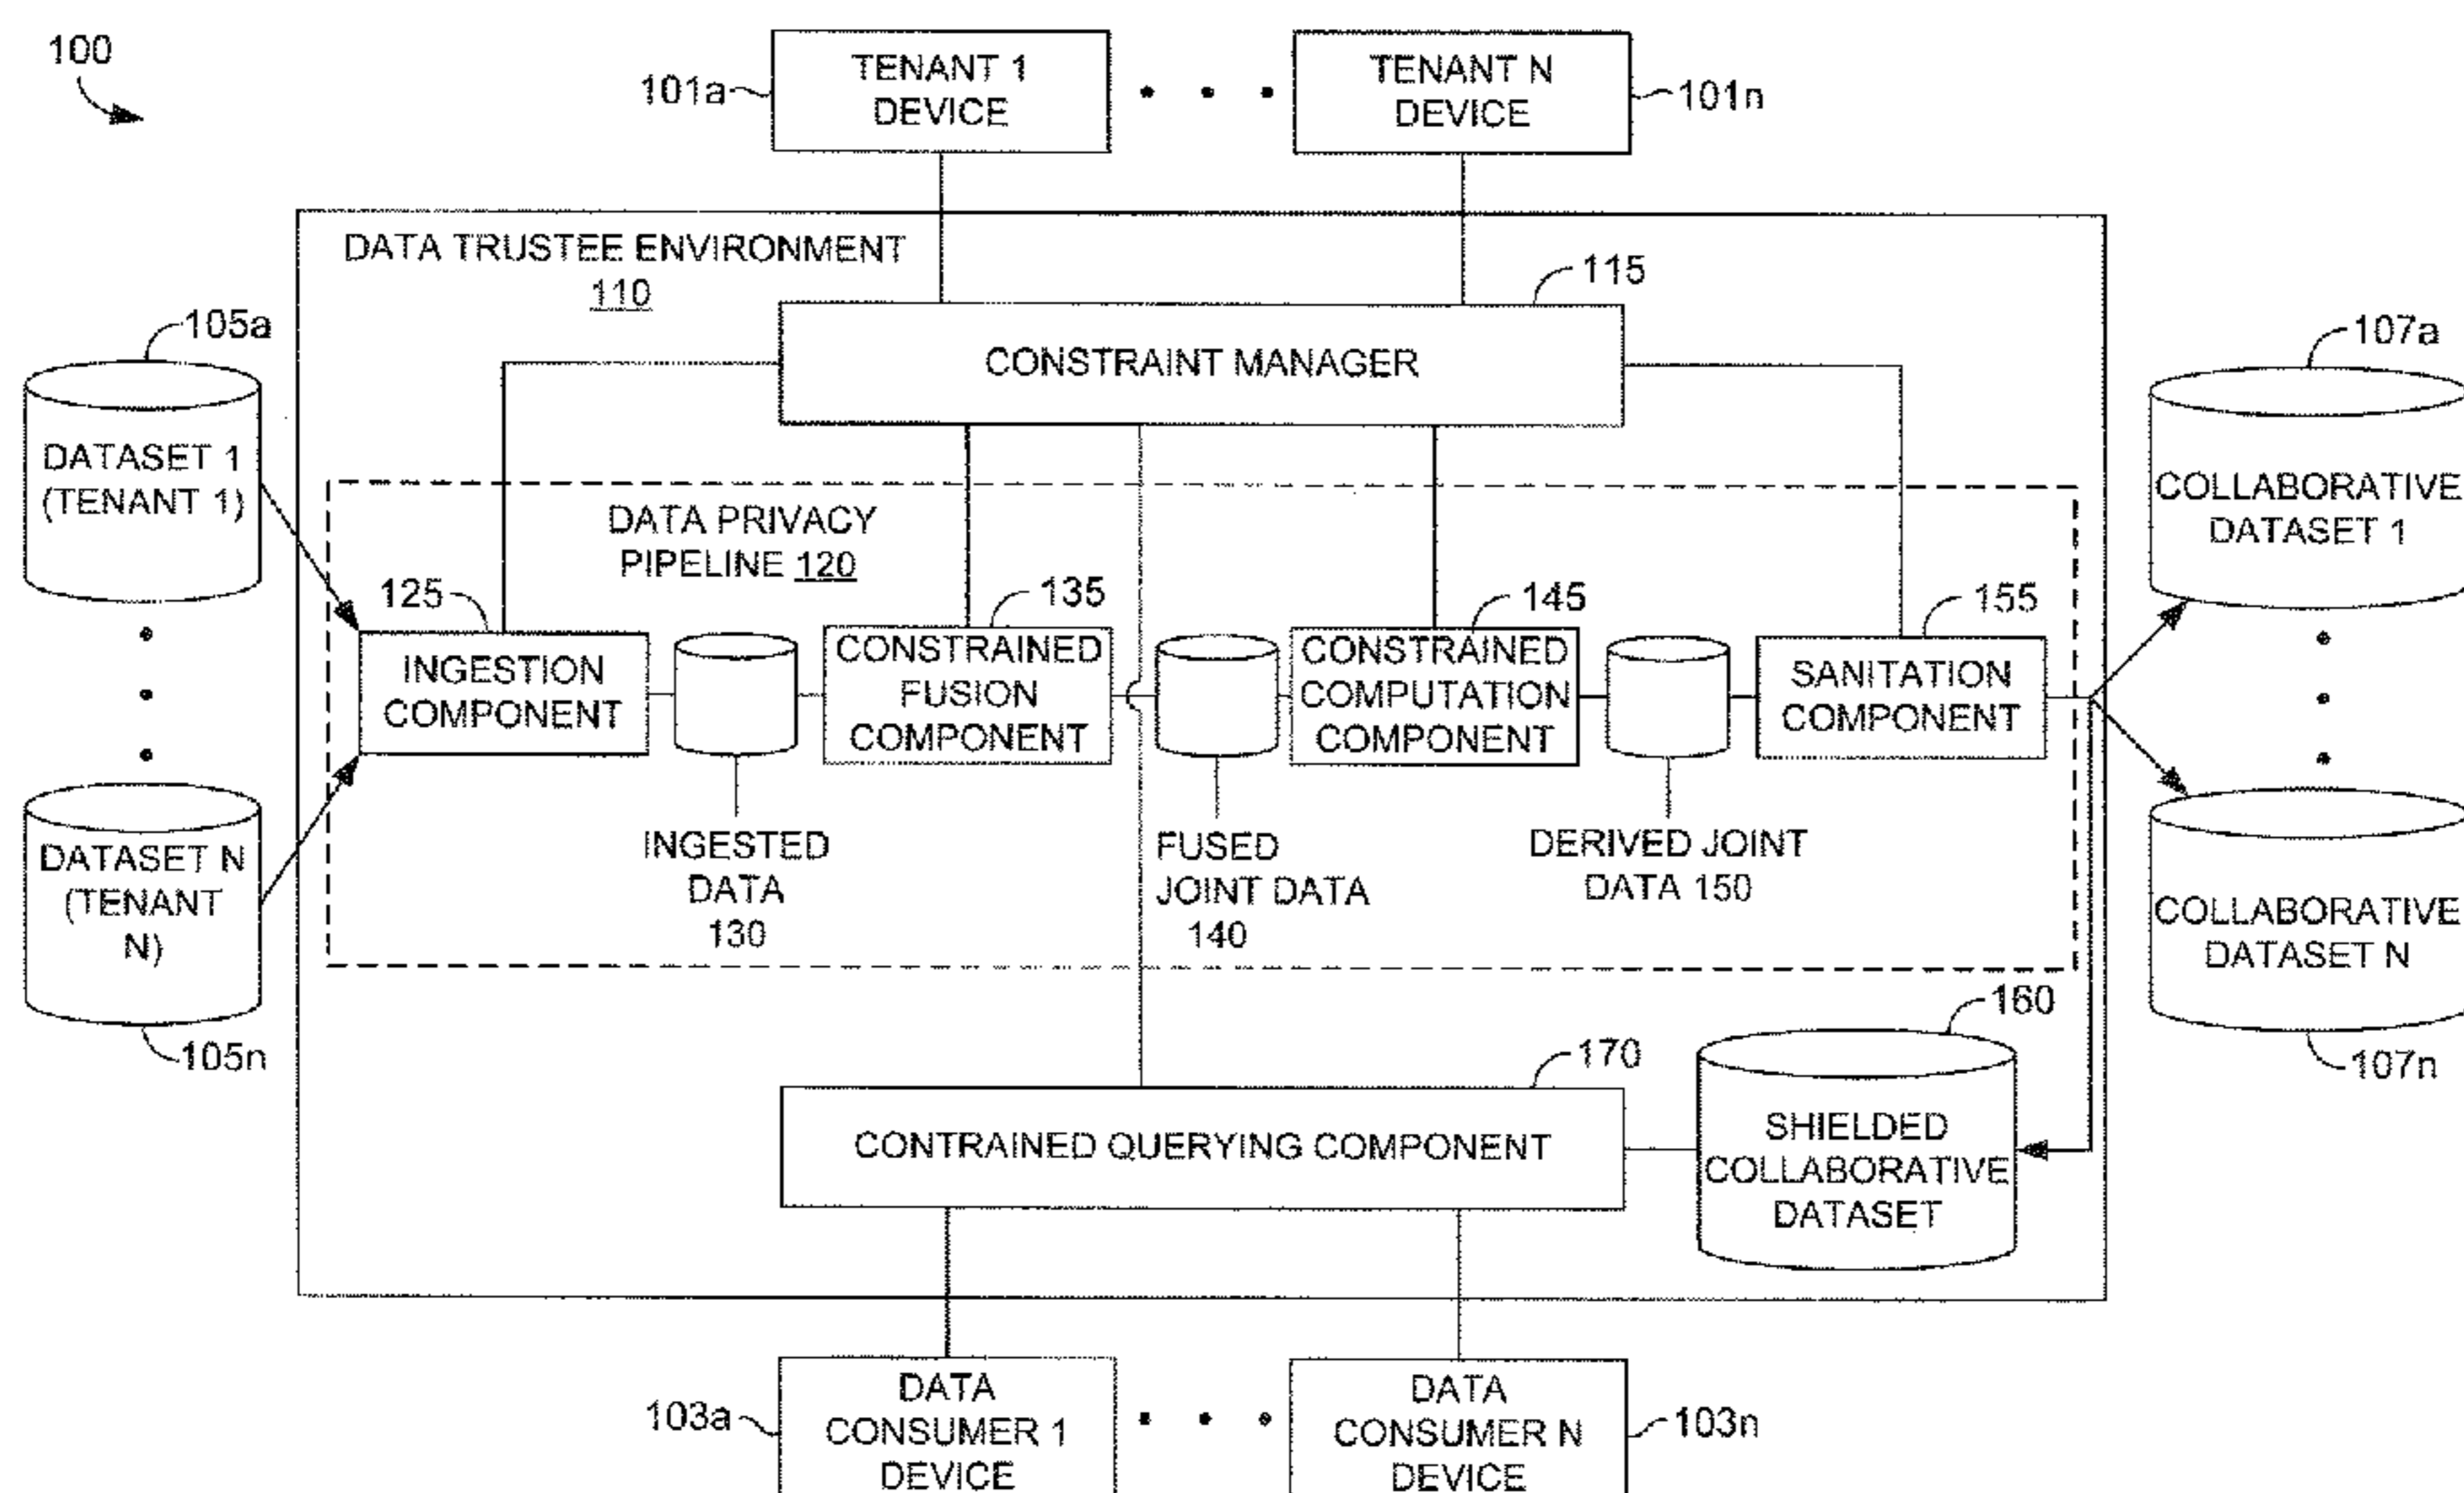 100
TENANT 1
DEVICE
101a
TENANT N
DEVICE
101n
DATA TRUSTEE ENVIRONMENT
110
115
CONSTRAINT MANAGER
105a
DATASET 1
(TENANT 1)
107a
COLLABORATIVE
DATASET 1
DATA PRIVACY
PIPELINE 120
125
INGESTION
COMPONENT
135
CONSTRAINED
FUSION
COMPONENT
145
CONSTRAINED
COMPUTATION
COMPONENT
155
SANITATION
COMPONENT
DATASET N
(TENANT
N)
105n
INGESTED
DATA
130
FUSED
JOINT DATA
140
DERIVED JOINT
DATA 150
COLLABORATIVE
DATASET N
107n
160
SHIELDED
COLLABORATIVE
DATASET
170
CONTRAINED QUERYING COMPONENT
103a
DATA
CONSUMER 1
DEVICE
DATA
CONSUMER N
DEVICE
103n